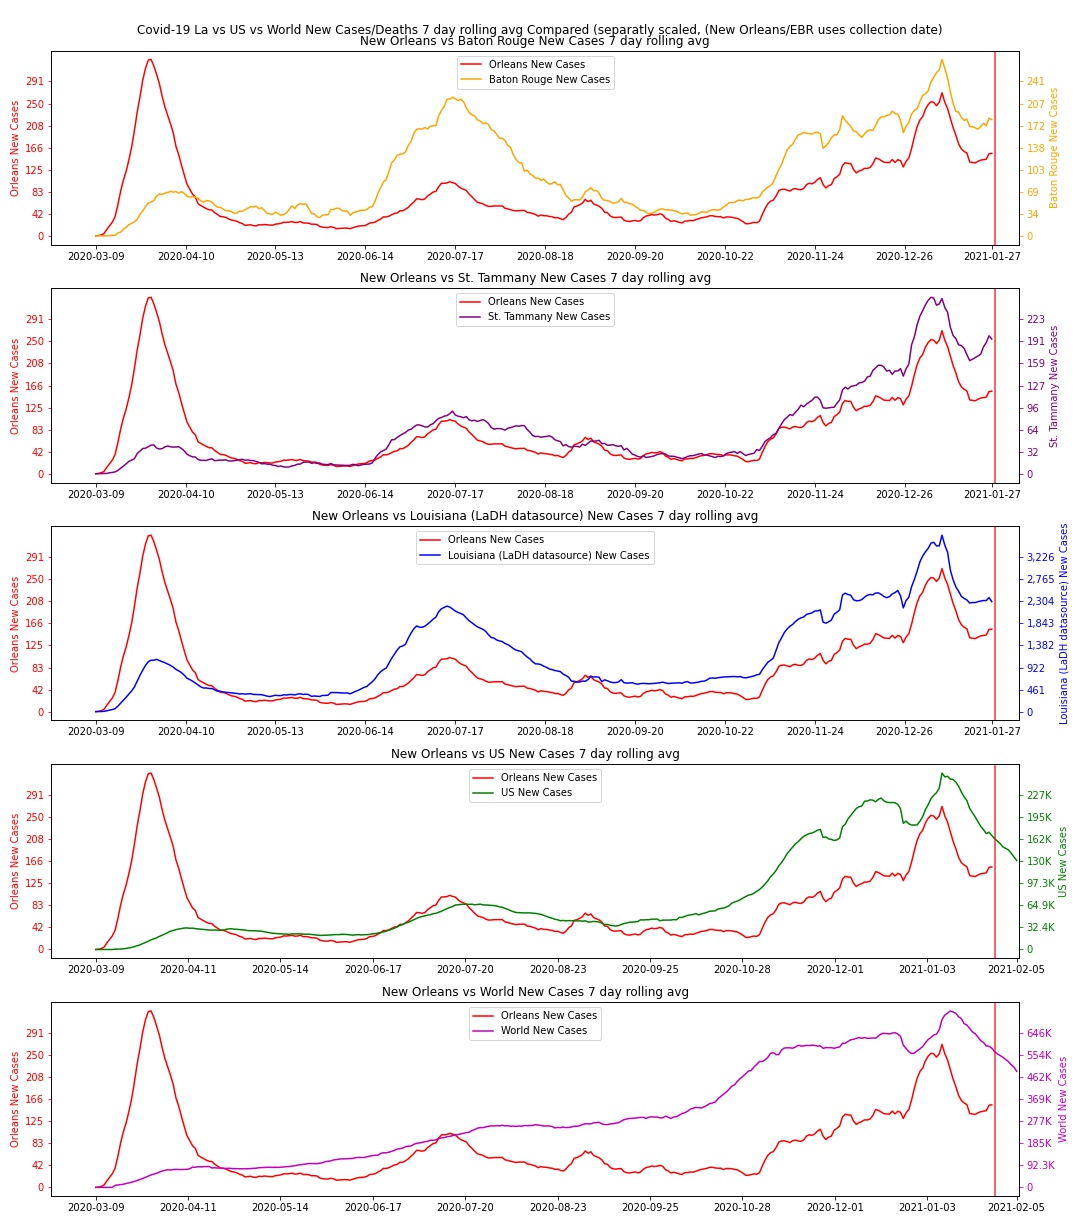 Covid-19 La vs US vs World New Cases/Deaths 7 day rolling avg Compared (separatly scaled, (New Orleans/EBR uses collection date)
New Orleans vs Baton Rouge New Cases 7 day rolling avg
Orleans New Cases
Baton Rouge New Cases
291
250
208
166
125
83
42
0
Orleans New Cases
241
207
172
138
103
69
34
0
Baton Rouge New Cases
2020-03-09 2020-04-10 2020-05-13 2020-06-14 2020-07-17 2020-08-18 2020-09-20 2020-10-22 2020-11-24 2020-12-26 2021-01-27
New Orleans vs St. Tammany New Cases 7 day rolling avg
Orleans New Cases
St. Tammany New Cases
291
250
208
166
125
83
42
0
Orleans New Cases
223
191
159
127
96
64
32
0
St. Tammany New Cases
2020-03-09 2020-04-10 2020-05-13 2020-06-14 2020-07-17 2020-08-18 2020-09-20 2020-10-22 2020-11-24 2020-12-26 2021-01-27
New Orleans vs Louisiana (LaDH datasource) New Cases 7 day rolling avg
Orleans New Cases
Louisiana (LaDH datasource) New Cases
291
250
208
166
125
83
42
0
Orleans New Cases
3,226
2,765
2,304
1,843
1,382
922
461
0
Louisiana (LaDH datasource) New Cases
2020-03-09 2020-04-10 2020-05-13 2020-06-14 2020-07-17 2020-08-18 2020-09-20 2020-10-22 2020-11-24 2020-12-26 2021-01-27
New Orleans vs US New Cases 7 day rolling avg
Orleans New Cases
US New Cases
291
250
208
166
125
83
42
0
Orleans New Cases
227K
195K
162K
130K
97.3K
64.9K
32.4K
0
US New Cases
2020-03-09 2020-04-11 2020-05-14 2020-06-17 2020-07-20 2020-08-23 2020-09-25 2020-10-28 2020-12-01 2021-01-03 2021-02-05
New Orleans vs World New Cases 7 day rolling avg
Orleans New Cases
World New Cases
291
250
208
166
125
83
42
0
Orleans New Cases
646K
554K
462K
369K
277K
185K
92.3K
0
World New Cases
2020-03-09 2020-04-11 2020-05-14 2020-06-17 2020-07-20 2020-08-23 2020-09-25 2020-10-28 2020-12-01 2021-01-03 2021-02-05